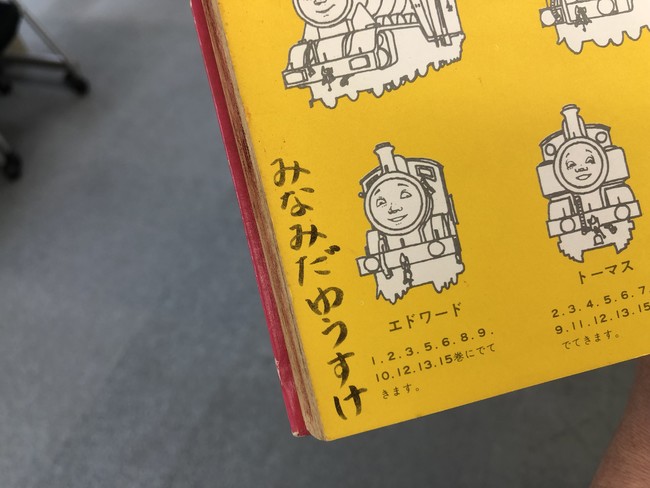 みなみだゆうすけ
エドワード
1.2.3.5.6.8.9.
10.12.13.15巻にでて
きます。
トーマス
2.3.4.5.6.7
9.11.12.13.15
でてきます。